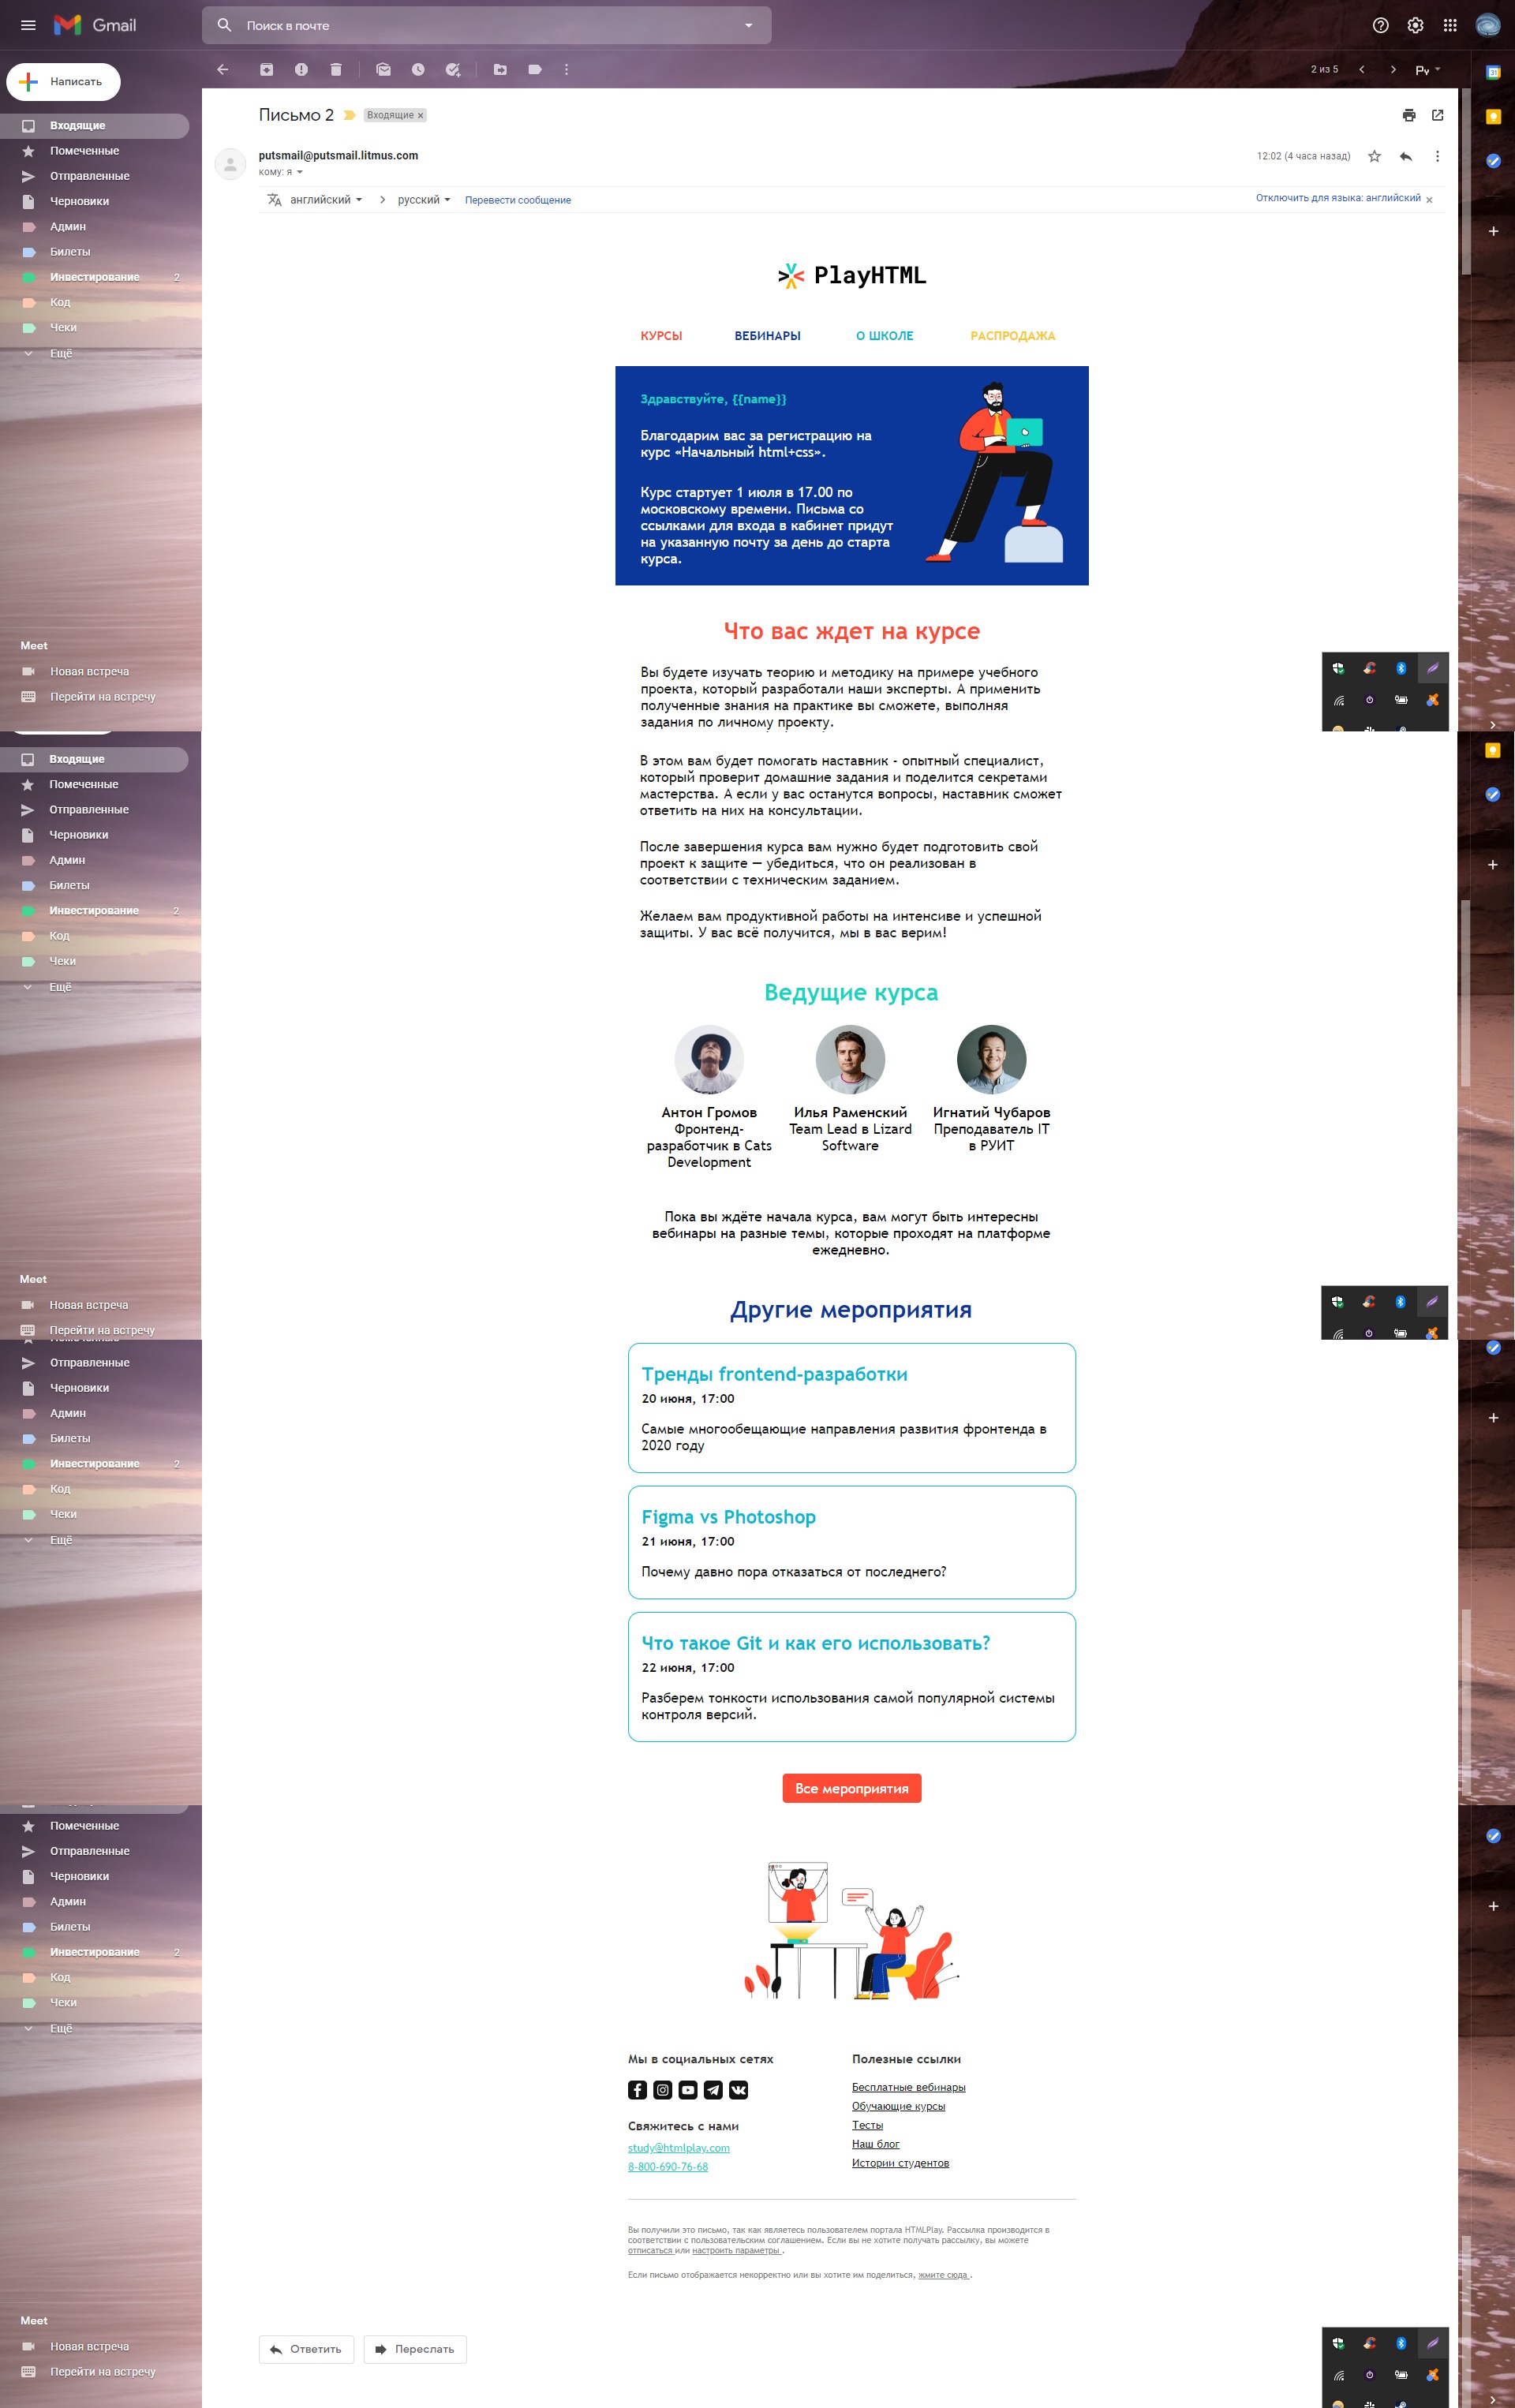 Gmail
Поиск в почте
Написать
2 из 5
Ру
Входящие
Помеченные
Отправленные
Черновики
Админ
Билеты
Инвестирование 2
Код
Чеки
Ещё
Meet
Новая встреча
Перейти на встречу
Письмо 2 Входящие ×
putsmail@putsmail.litmus.com
12:02 (4 часа назад)
кому: я
английский > русский Перевести сообщение
Отключить для языка: английский ×
PlayHTML
КУРСЫ ВЕБИНАРЫ О ШКОЛЕ РАСПРОДАЖА
Здравствуйте, {{name}}
Благодарим вас за регистрацию на
курс «Начальный html+css».
Курс стартует 1 июля в 17.00 по
московскому времени. Письма со
ссылками для входа в кабинет придут
на указанную почту за день до старта
курса.
Что вас ждет на курсе
Вы будете изучать теорию и методику на примере учебного
проекта, который разработали наши эксперты. А применить
полученные знания на практике вы сможете, выполняя
задания по личному проекту.
Входящие
Помеченные
Отправленные
Черновики
Админ
Билеты
Инвестирование 2
Код
Чеки
Ещё
Meet
Новая встреча
Перейти на встречу
В этом вам будет помогать наставник - опытный специалист,
который проверит домашние задания и поделится секретами
мастерства. А если у вас останутся вопросы, наставник сможет
ответить на них на консультации.
После завершения курса вам нужно будет подготовить свой
проект к защите — убедиться, что он реализован в
соответствии с техническим заданием.
Желаем вам продуктивной работы на интенсиве и успешной
защиты. У вас всё получится, мы в вас верим!
Ведущие курса
Антон Громов
Фронтенд-
разработчик в Cats
Development
Илья Раменский
Team Lead в Lizard
Software
Игнатий Чубаров
Преподаватель IT
в РУИТ
Пока вы ждёте начала курса, вам могут быть интересны
вебинары на разные темы, которые проходят на платформе
ежедневно.
Другие мероприятия
Отправленные
Черновики
Админ
Билеты
Инвестирование 2
Код
Чеки
Ещё
Тренды frontend-разработки
20 июня, 17:00
Самые многообещающие направления развития фронтенда в
2020 году
Figma vs Photoshop
21 июня, 17:00
Почему давно пора отказаться от последнего?
Что такое Git и как его использовать?
22 июня, 17:00
Разберем тонкости использования самой популярной системы
контроля версий.
Все мероприятия
Помеченные
Отправленные
Черновики
Админ
Билеты
Инвестирование 2
Код
Чеки
Ещё
Meet
Новая встреча
Перейти на встречу
Мы в социальных сетях
Свяжитесь с нами
study@htmlplay.com
8-800-690-76-68
Полезные ссылки
Бесплатные вебинары
Обучающие курсы
Тесты
Наш блог
Истории студентов
Вы получили это письмо, так как являетесь пользователем портала HTMLPlay. Рассылка производится в
соответствии с пользовательским соглашением. Если вы не хотите получать рассылку, вы можете
отписаться или настроить параметры .
Если письмо отображается некорректно или вы хотите им поделиться, жмите сюда .
Ответить
Переслать